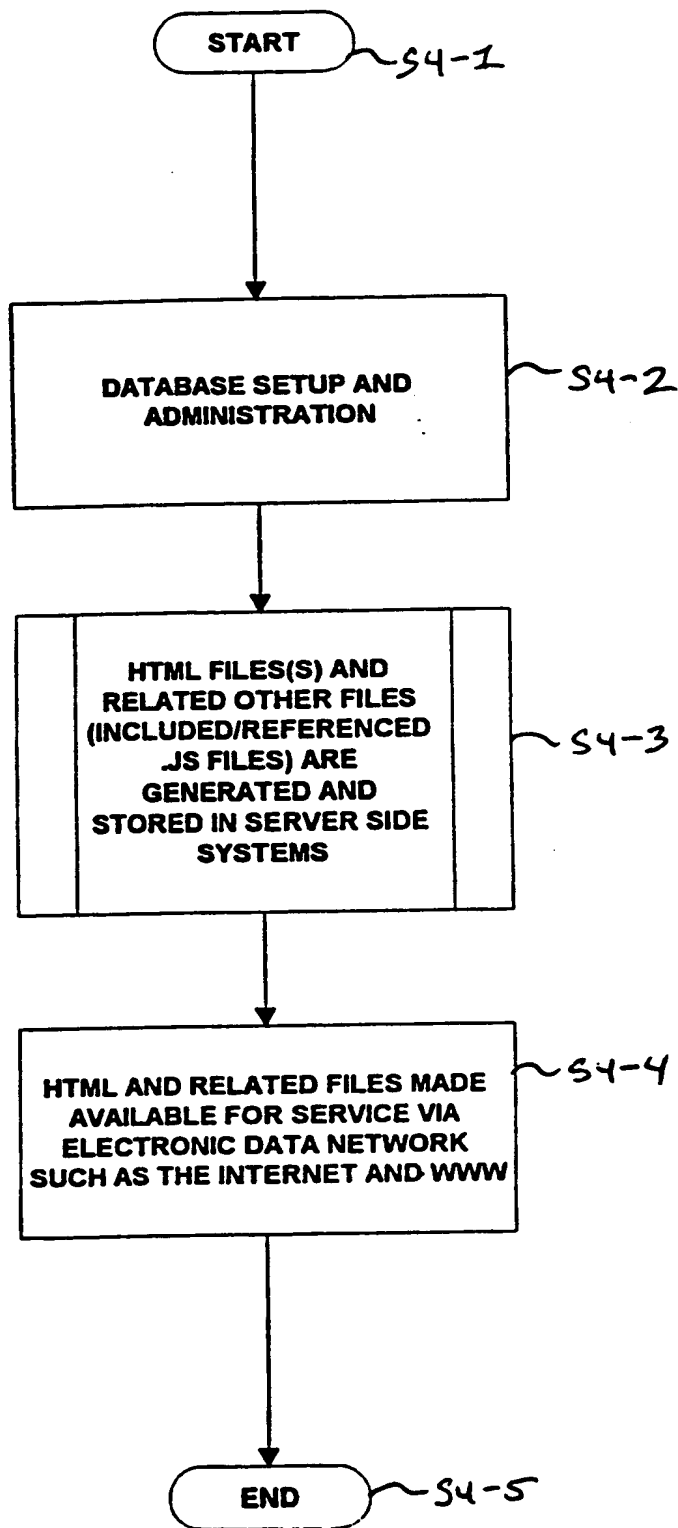 START
S4-1
DATABASE SETUP AND
ADMINISTRATION
S4-2
HTML FILES(S) AND
RELATED OTHER FILES
(INCLUDED/REFERENCED
.JS FILES) ARE
GENERATED AND
STORED IN SERVER SIDE
SYSTEMS
S4-3
HTML AND RELATED FILES MADE
AVAILABLE FOR SERVICE VIA
ELECTRONIC DATA NETWORK
SUCH AS THE INTERNET AND WWW
S4-4
END
S4-5